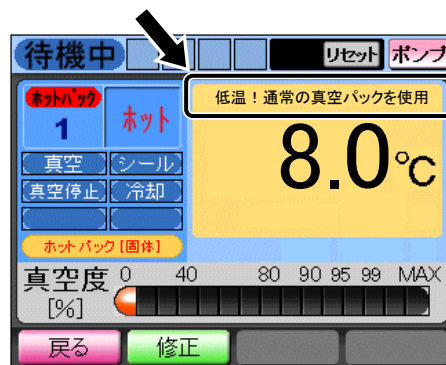 待機中 リセット ポンプ
ホットパック 低温！通常の真空パックを使用
1 ホット
8.0℃
真空 シール
真空停止 冷却
ホットパック[固体]
真空度 0 40 80 90 95 99 MAX
[%]
戻る 修正